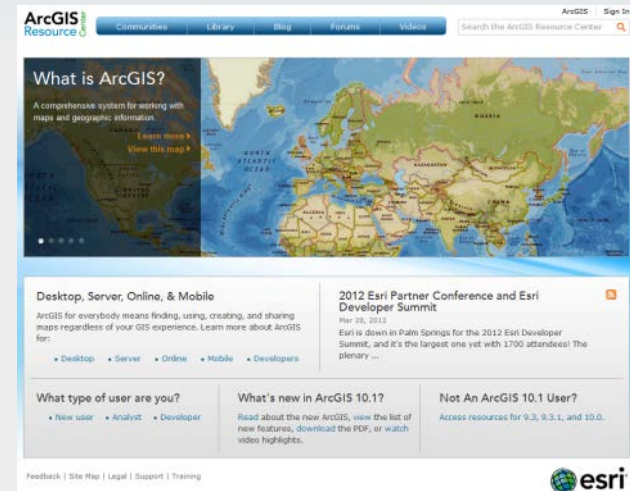 ArcGIS Sign In
ArcGIS
Resource Center
Communities Library Blog Forums Videos
Search the ArcGIS Resource Center
What is ArcGIS?
A comprehensive system for working with
maps and geographic information.
Learn more
View this map
NORTH
ATLANTIC
OCEAN
RUSSIA
KAZAKHSTAN
MONGOLIA
CHINA
ALGERIA
Desktop, Server, Online, & Mobile
ArcGIS for everybody means finding, using, creating, and sharing
maps regardless of your GIS experience. Learn more about ArcGIS
for:
• Desktop • Server • Online • Mobile • Developers
2012 Esri Partner Conference and Esri
Developer Summit
Mar 28, 2012
Esri is down in Palm Springs for the 2012 Esri Developer
Summit, and it's the largest one yet with 1700 attendees! The
plenary ...
What type of user are you?
• New user • Analyst • Developer
What's new in ArcGIS 10.1?
Read about the new ArcGIS, view the list of
new features, download the PDF, or watch
video highlights.
Not An ArcGIS 10.1 User?
Access resources for 9.3, 9.3.1, and 10.0.
Feedback | Site Map | Legal | Support | Training
esri